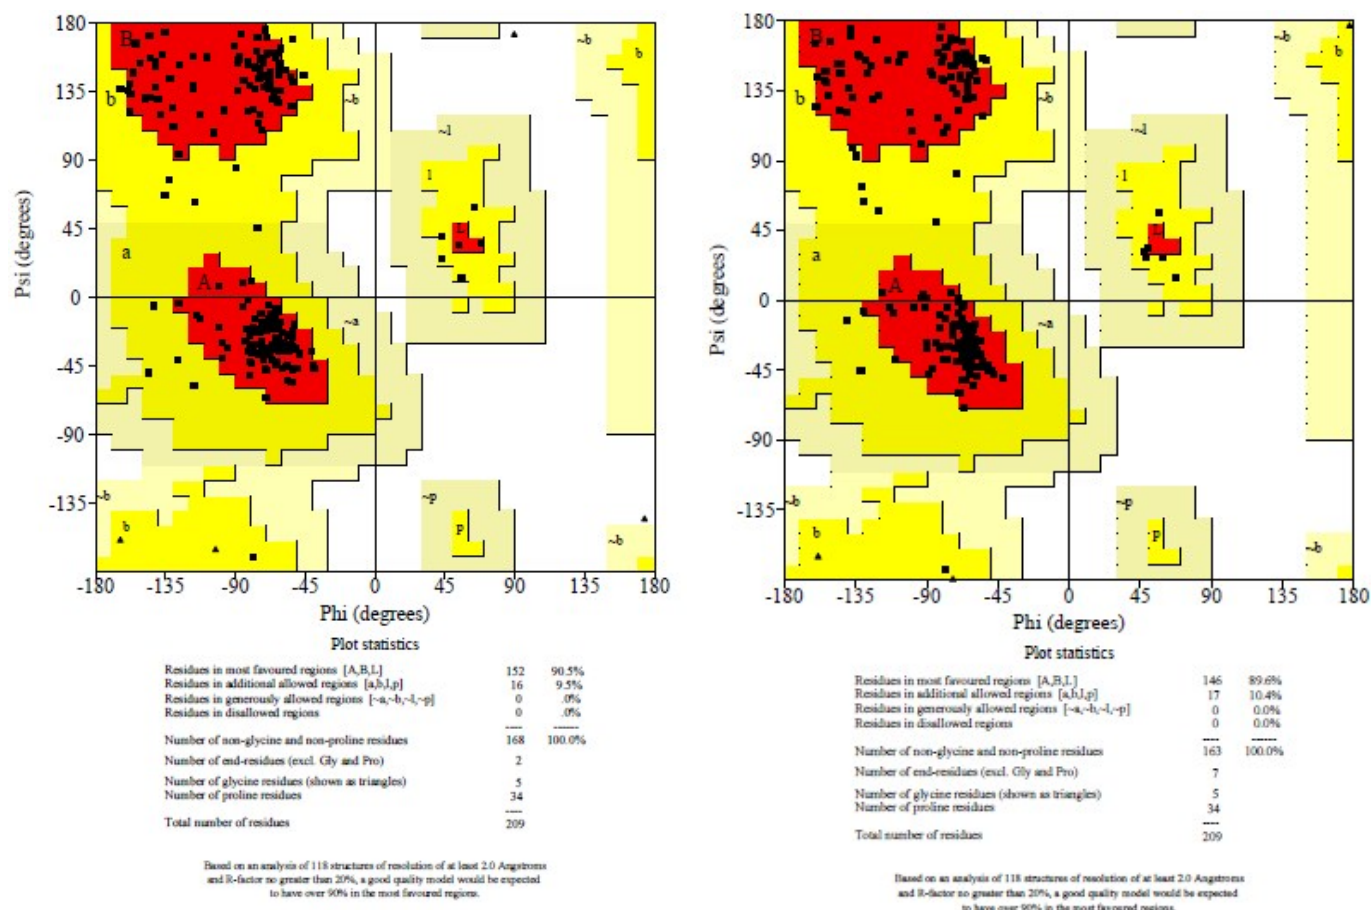 180
135
90
45
0
-45
-90
-135
-180
-135
-90
-45
0
45
90
135
180
Psi (degrees)
Phi (degrees)
B
b
~b
~b
b
~l
l
L
a
A
~a
~b
b
~p
p
~b
Plot statistics
Residues in most favoured regions [A,B,L] 152 90.5%
Residues in additional allowed regions [a,b,l,p] 16 9.5%
Residues in generously allowed regions [~a,~b,~l,~p] 0 .0%
Residues in disallowed regions 0 .0%
---- ------
Number of non-glycine and non-proline residues 168 100.0%
Number of end-residues (excl. Gly and Pro) 2
Number of glycine residues (shown as triangles) 5
Number of proline residues 34
----
Total number of residues 209
Based on an analysis of 118 structures of resolution of at least 2.0 Angstroms
and R-factor no greater than 20%, a good quality model would be expected
to have over 90% in the most favoured regions.
180
135
90
45
0
-45
-90
-135
-180
-135
-90
-45
0
45
90
135
180
Psi (degrees)
Phi (degrees)
B
b
~b
~b
b
~l
l
L
a
A
~a
~b
b
~p
p
~b
Plot statistics
Residues in most favoured regions [A,B,L] 146 89.6%
Residues in additional allowed regions [a,b,l,p] 17 10.4%
Residues in generously allowed regions [~a,~b,~l,~p] 0 0.0%
Residues in disallowed regions 0 0.0%
---- ------
Number of non-glycine and non-proline residues 163 100.0%
Number of end-residues (excl. Gly and Pro) 7
Number of glycine residues (shown as triangles) 5
Number of proline residues 34
----
Total number of residues 209
Based on an analysis of 118 structures of resolution of at least 2.0 Angstroms
and R-factor no greater than 20%, a good quality model would be expected
to have over 90% in the most favoured regions.